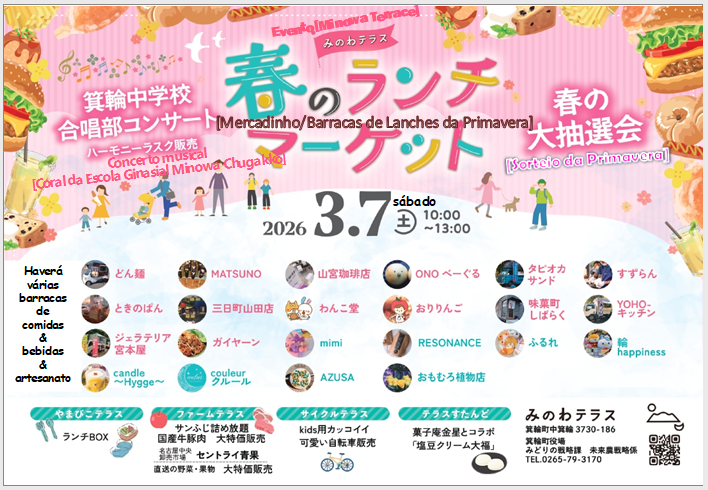 Evento [Minowa Terrace]
みのわテラス
春のランチ
マーケット
[Mercadinho/Barracas de Lanches da Primavera]
箕輪中学校
合唱部コンサート
ハーモニーラスク販売
Concerto musical
[Coral da Escola Ginasial Minowa Chugakko]
春の
大抽選会
[Sorteio da Primavera]
2026 3.7 土
sábado
10:00
~13:00
Haverá
várias
barracas
de
comidas
&
bebidas
&
artesanato
どん麺
MATSUNO
山宮珈琲店
ONO べーぐる
タピオカ
サンド
すずらん
ときのぱん
三日町山田店
わんこ堂
おりりんご
味菜町
しばらく
YOHO-
キッチン
ジェラテリア
宮本屋
ガイヤーン
mimi
RESONANCE
ふるれ
輪
happiness
candle
~Hygge~
couleur
クルール
AZUSA
おもむろ植物店
やまびこテラス
ランチBOX
ファームテラス
サンふじ詰め放題
国産牛豚肉 大特価販売
名古屋中央
卸売市場 セントライ青果
直送の野菜・果物 大特価販売
サイクルテラス
kids用カッコイイ
可愛い自転車販売
テラスすたんど
菓子庵金星とコラボ
「塩豆クリーム大福」
みのわテラス
箕輪町中箕輪 3730-186
箕輪町役場
みどりの戦略課 未来農戦略係
TEL.0265-79-3170